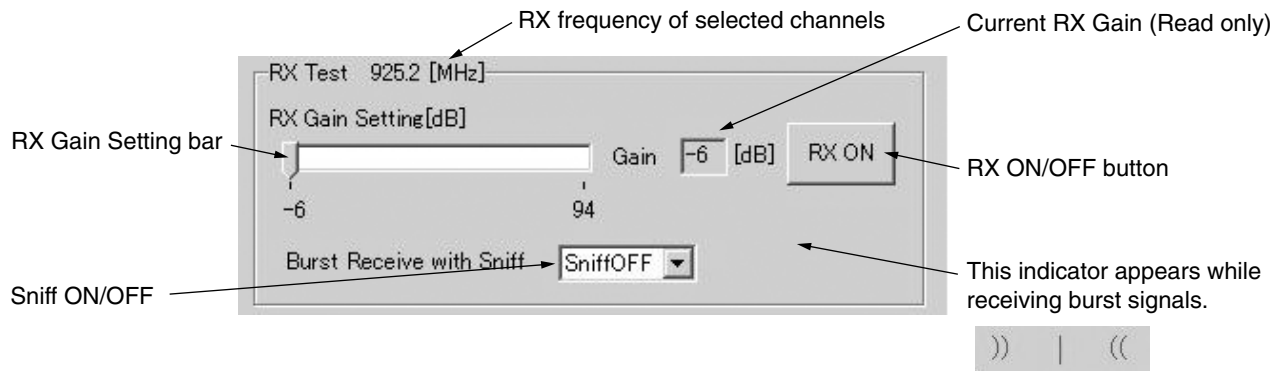 RX frequency of selected channels
Current RX Gain (Read only)
RX Test 925.2 [MHz]
RX Gain Setting[dB]
RX Gain Setting bar
Gain -6 [dB] RX ON
RX ON/OFF button
-6 94
Burst Receive with Sniff SniffOFF
Sniff ON/OFF
This indicator appears while
receiving burst signals.
)) | ((